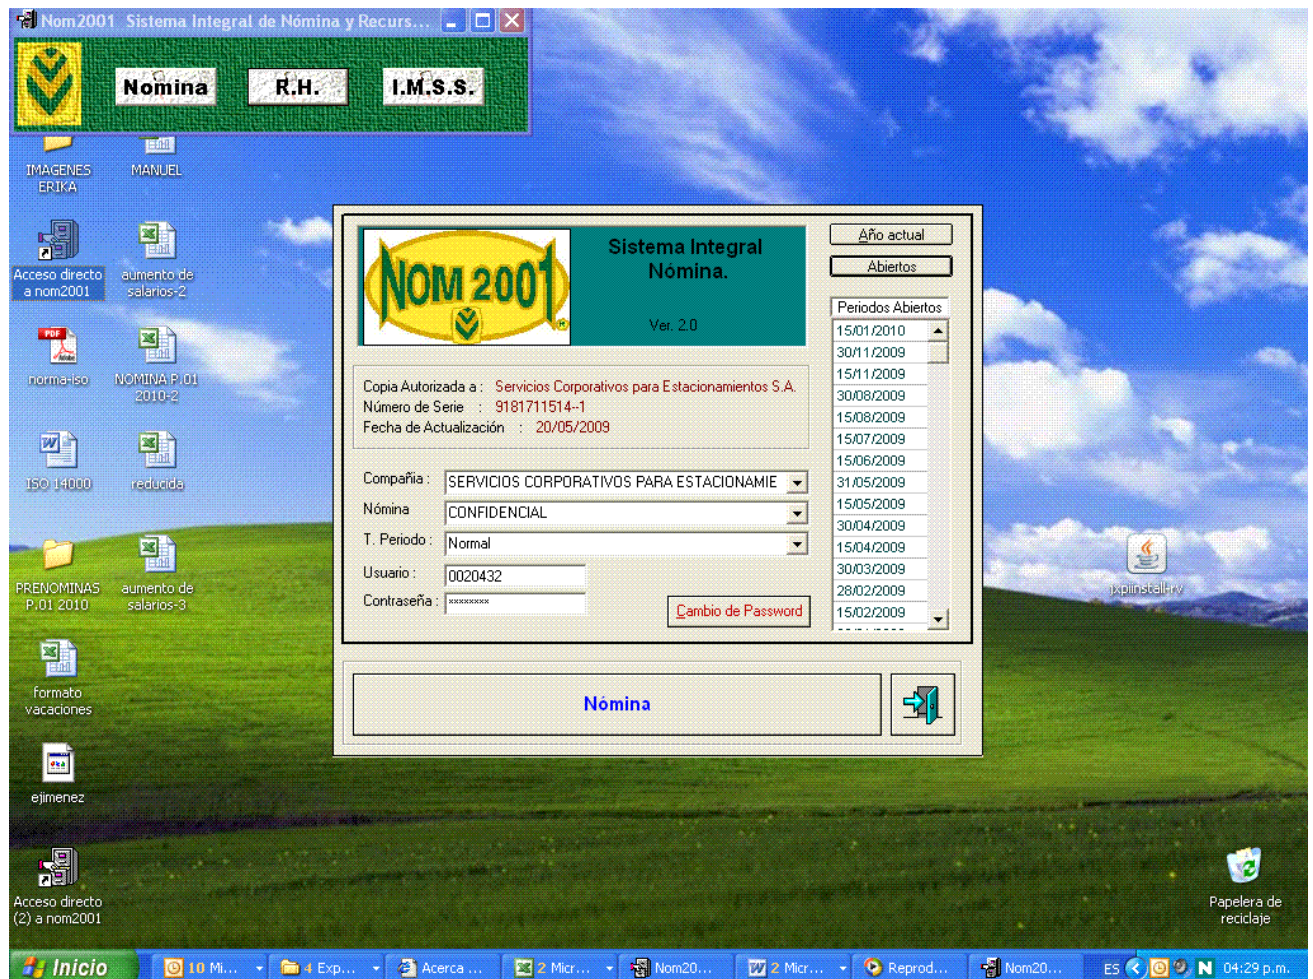 Nom2001 Sistema Integral de Nómina y Recurs...
Nomina
R.H.
I.M.S.S.
IMAGENES
ERIKA
MANUEL
Acceso directo
a nom2001
aumento de
salarios-2
PDF
Adobe
norma-iso
NOMINA P.01
2010-2
ISO 14000
reducida
PRENOMINAS
P.01 2010
aumento de
salarios-3
formato
vacaciones
ejimenez
Acceso directo
(2) a nom2001
NOM 2001
®
Sistema Integral
Nómina.
Ver. 2.0
Año actual
Abiertos
Periodos Abiertos
15/01/2010
30/11/2009
15/11/2009
30/08/2009
15/08/2009
15/07/2009
15/06/2009
31/05/2009
15/05/2009
30/04/2009
15/04/2009
30/03/2009
28/02/2009
15/02/2009
Copia Autorizada a : Servicios Corporativos para Estacionamientos S.A.
Número de Serie : 9181711514--1
Fecha de Actualización : 20/05/2009
Compañia : SERVICIOS CORPORATIVOS PARA ESTACIONAMIE
Nómina CONFIDENCIAL
T. Periodo : Normal
Usuario : 0020432
Contraseña : xxxxxxxx
Cambio de Password
Nómina
jxpiinstall-rv
Papelera de
reciclaje
Inicio
10 Mi...
4 Exp...
Acerca ...
2 Micr...
Nom20...
2 Micr...
Reprod...
Nom20...
ES
N
04:29 p.m.